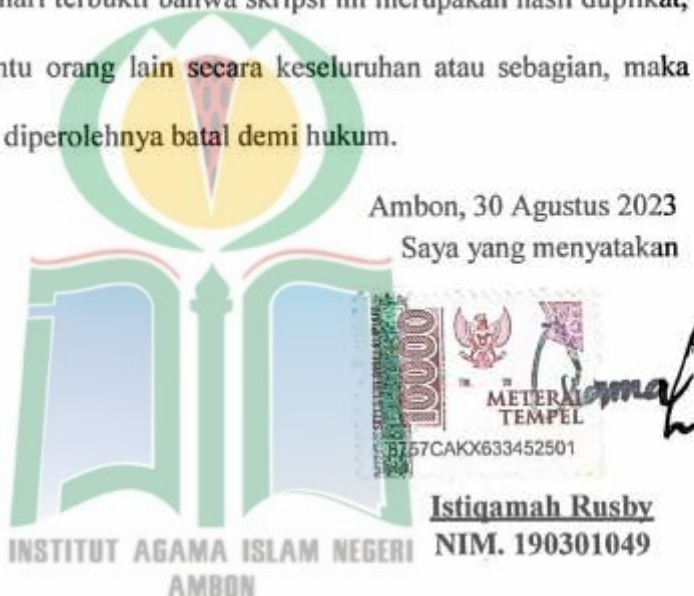 hari terbukti bahwa skripsi ini merupakan hasil duplikat,
ntu orang lain secara keseluruhan atau sebagian, maka
diperolehnya batal demi hukum.
Ambon, 30 Agustus 2023
Saya yang menyatakan
10000
METERAI
TEMPEL
B757CAKX633452501
Istiqamah Rusby
NIM. 190301049
INSTITUT AGAMA ISLAM NEGERI
AMBON